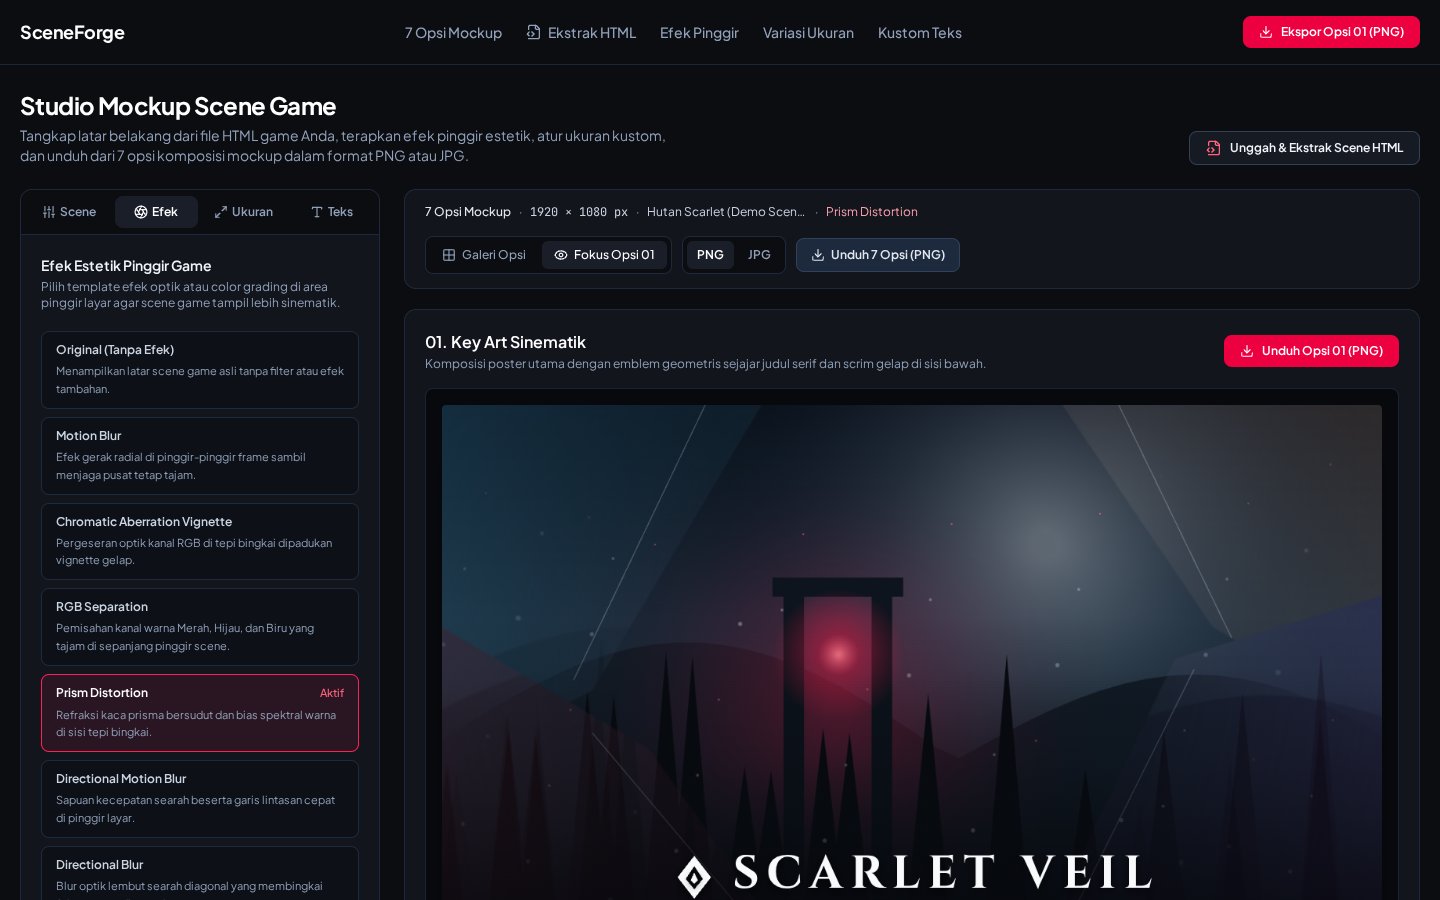 SceneForge
7 Opsi Mockup
Ekstrak HTML
Efek Pinggir
Variasi Ukuran
Kustom Teks
Ekspor Opsi 01 (PNG)
Studio Mockup Scene Game
Tangkap latar belakang dari file HTML game Anda, terapkan efek pinggir estetik, atur ukuran kustom,
dan unduh dari 7 opsi komposisi mockup dalam format PNG atau JPG.
Unggah & Ekstrak Scene HTML
Scene
Efek
Ukuran
Teks
Efek Estetik Pinggir Game
Pilih template efek optik atau color grading di area
pinggir layar agar scene game tampil lebih sinematik.
Original (Tanpa Efek)
Menampilkan latar scene game asli tanpa filter atau efek
tambahan.
Motion Blur
Efek gerak radial di pinggir-pinggir frame sambil
menjaga pusat tetap tajam.
Chromatic Aberration Vignette
Pergeseran optik kanal RGB di tepi bingkai dipadukan
vignette gelap.
RGB Separation
Pemisahan kanal warna Merah, Hijau, dan Biru yang
tajam di sepanjang pinggir scene.
Prism Distortion
Aktif
Refraksi kaca prisma bersudut dan bias spektral warna
di sisi tepi bingkai.
Directional Motion Blur
Sapuan kecepatan searah beserta garis lintasan cepat
di pinggir layar.
Directional Blur
Blur optik lembut searah diagonal yang membingkai
7 Opsi Mockup · 1920 × 1080 px · Hutan Scarlet (Demo Scen... · Prism Distortion
Galeri Opsi
Fokus Opsi 01
PNG
JPG
Unduh 7 Opsi (PNG)
01. Key Art Sinematik
Komposisi poster utama dengan emblem geometris sejajar judul serif dan scrim gelap di sisi bawah.
Unduh Opsi 01 (PNG)
SCARLET VEIL